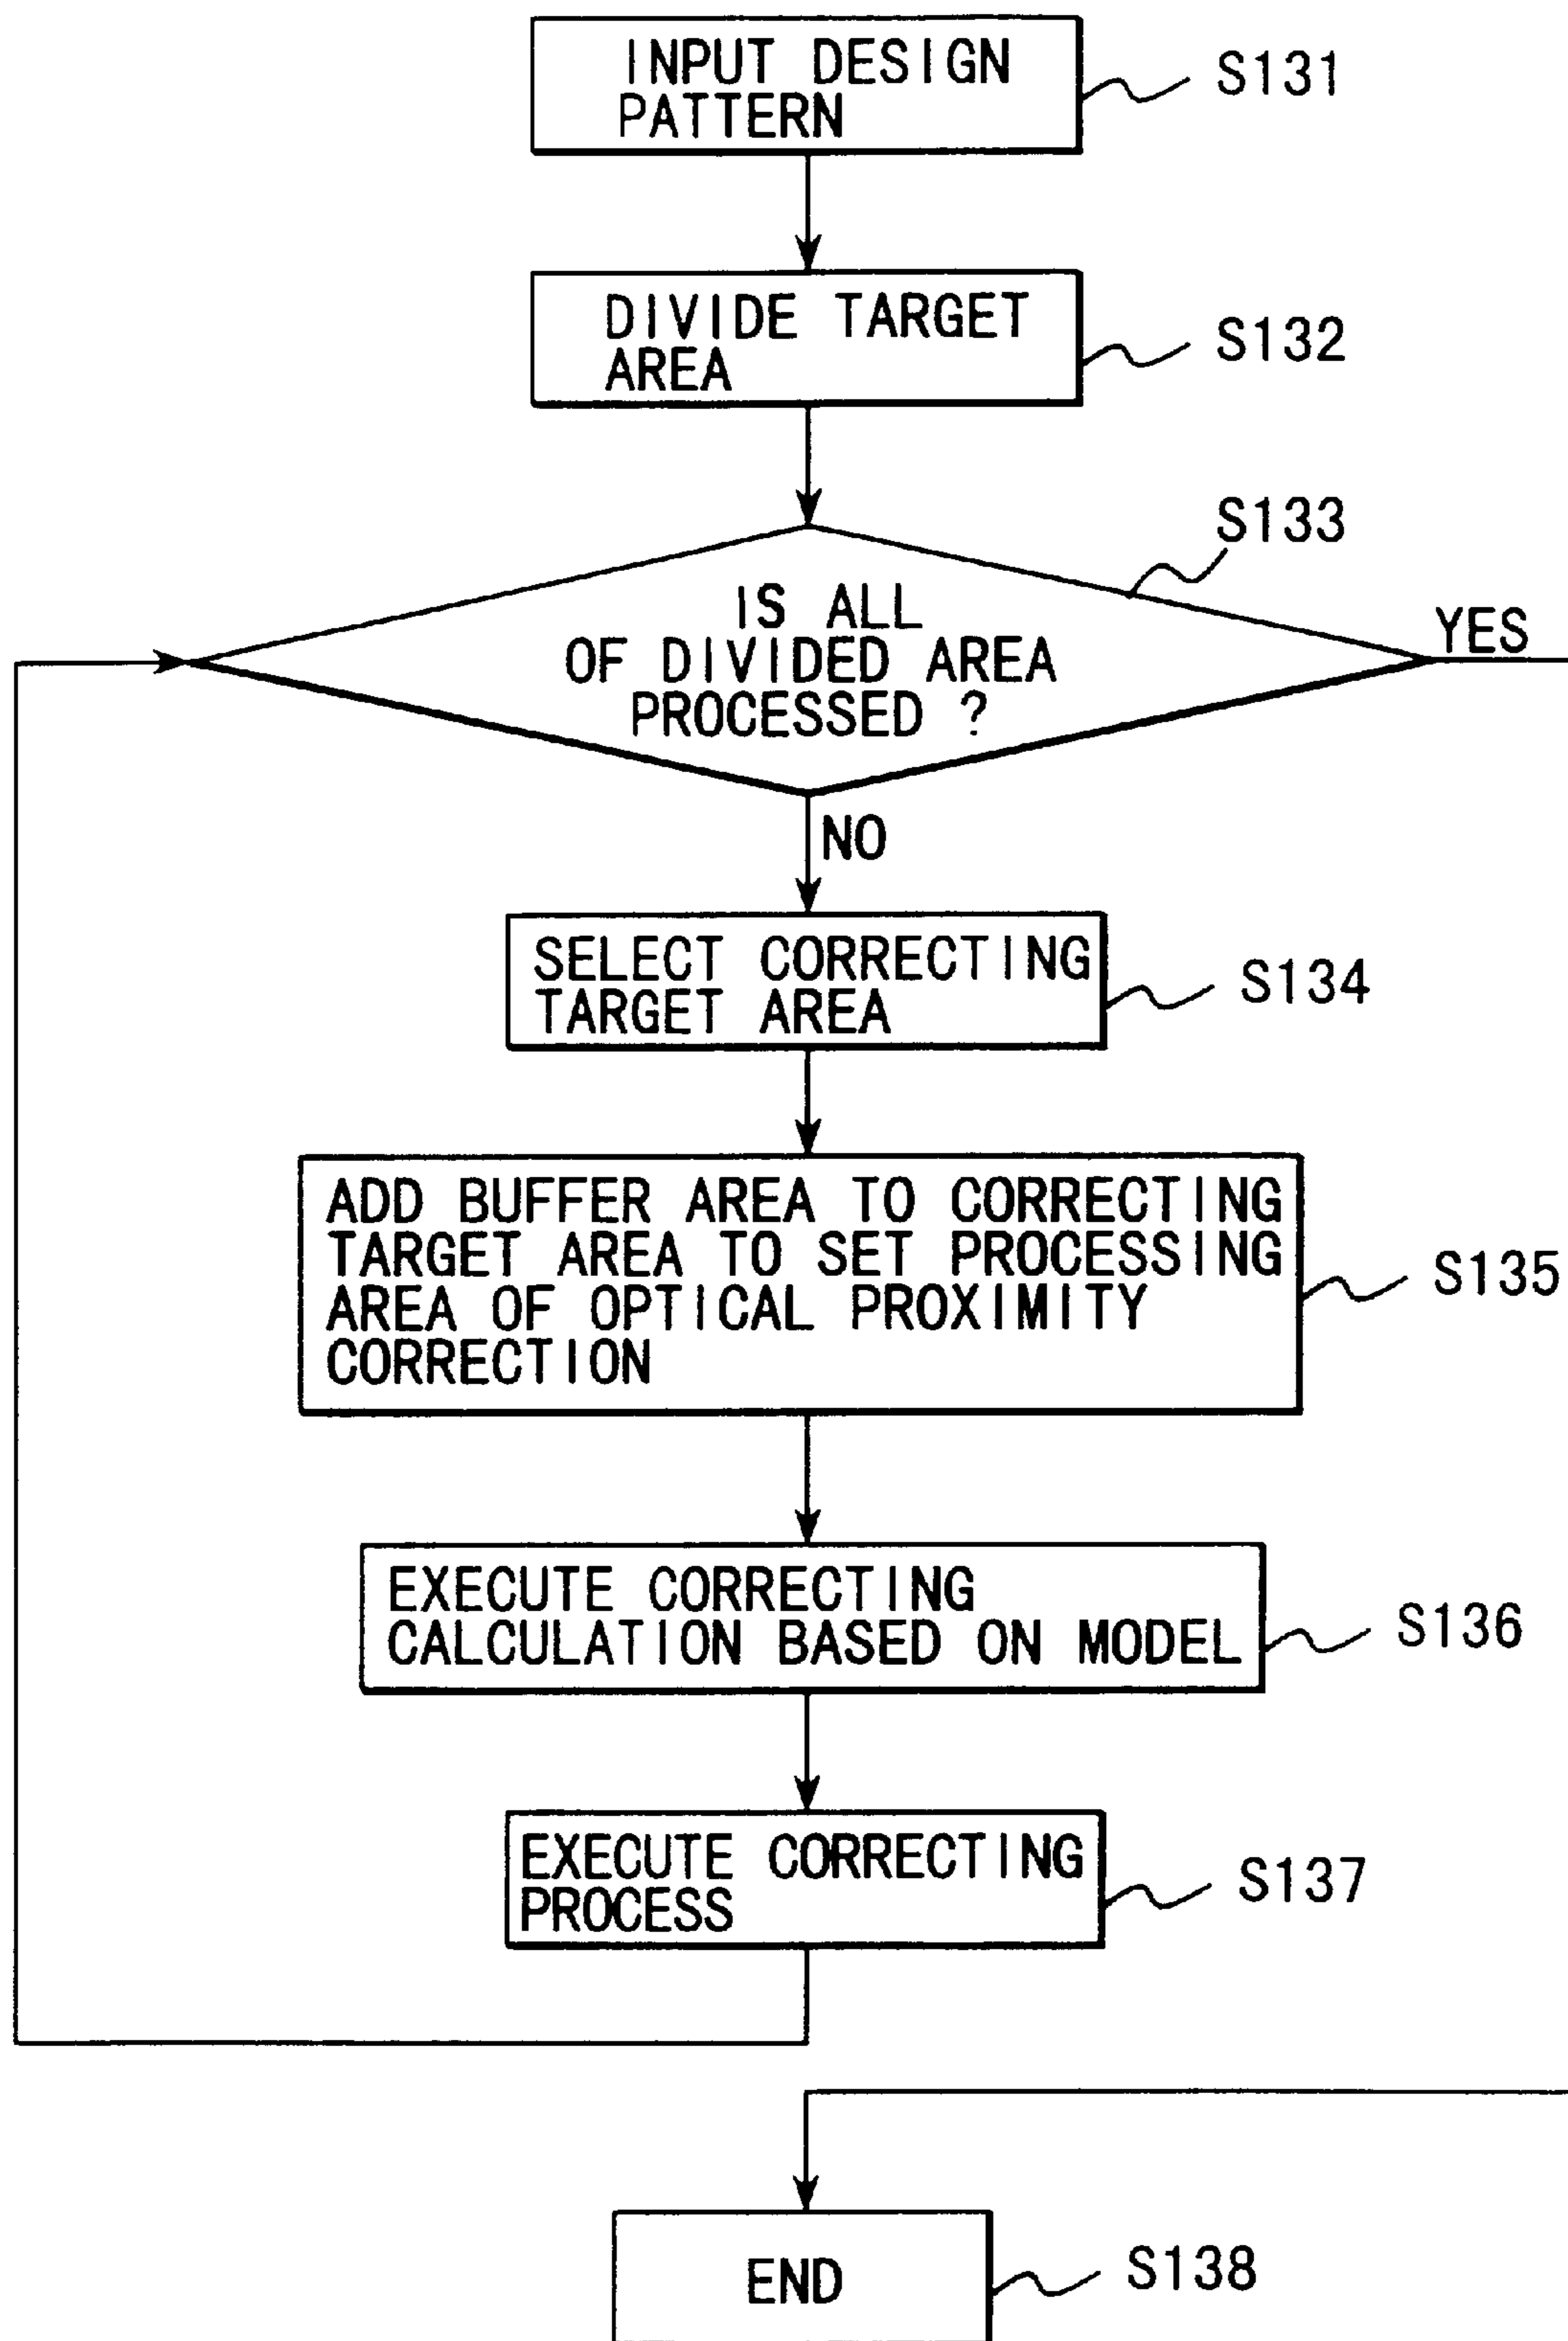 INPUT DESIGN
PATTERN
S131
DIVIDE TARGET
AREA
S132
S133
IS ALL
OF DIVIDED AREA
PROCESSED ?
YES
NO
SELECT CORRECTING
TARGET AREA
S134
ADD BUFFER AREA TO CORRECTING
TARGET AREA TO SET PROCESSING
AREA OF OPTICAL PROXIMITY
CORRECTION
S135
EXECUTE CORRECTING
CALCULATION BASED ON MODEL
S136
EXECUTE CORRECTING
PROCESS
S137
END
S138